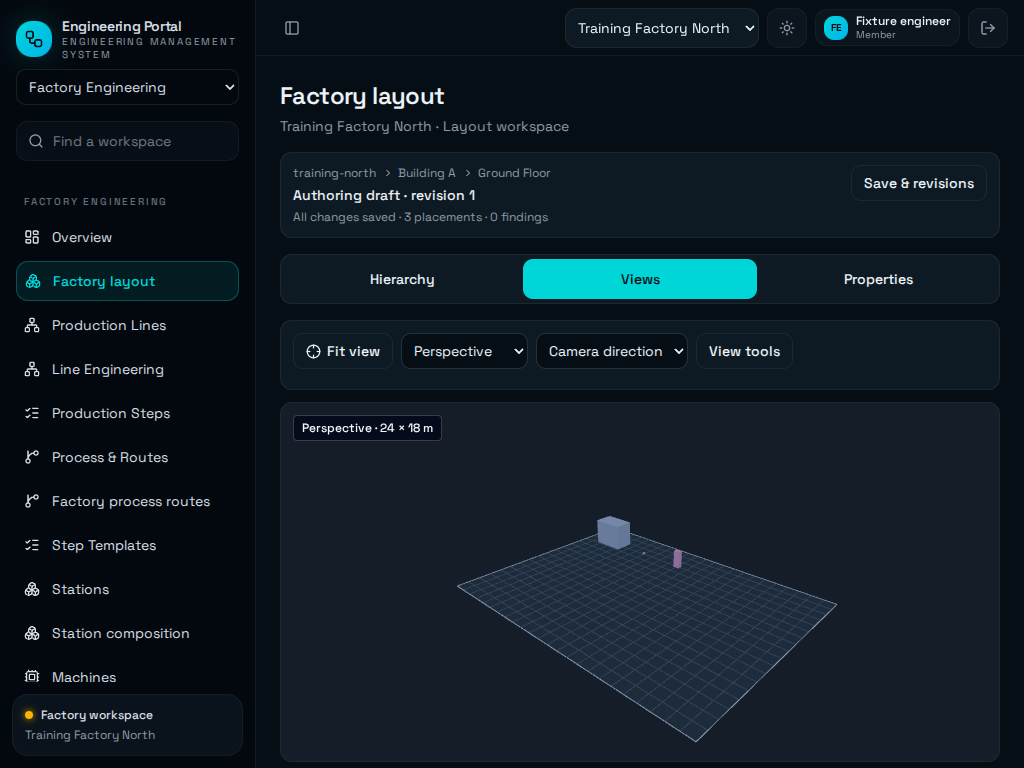 Engineering Portal
ENGINEERING MANAGEMENT
SYSTEM
Factory Engineering
Find a workspace
FACTORY ENGINEERING
Overview
Factory layout
Production Lines
Line Engineering
Production Steps
Process & Routes
Factory process routes
Step Templates
Stations
Station composition
Machines
Factory workspace
Training Factory North
Training Factory North
FE
Fixture engineer
Member
Factory layout
Training Factory North · Layout workspace
training-north > Building A > Ground Floor
Authoring draft · revision 1
All changes saved · 3 placements · 0 findings
Save & revisions
Hierarchy
Views
Properties
Fit view
Perspective
Camera direction
View tools
Perspective · 24 × 18 m